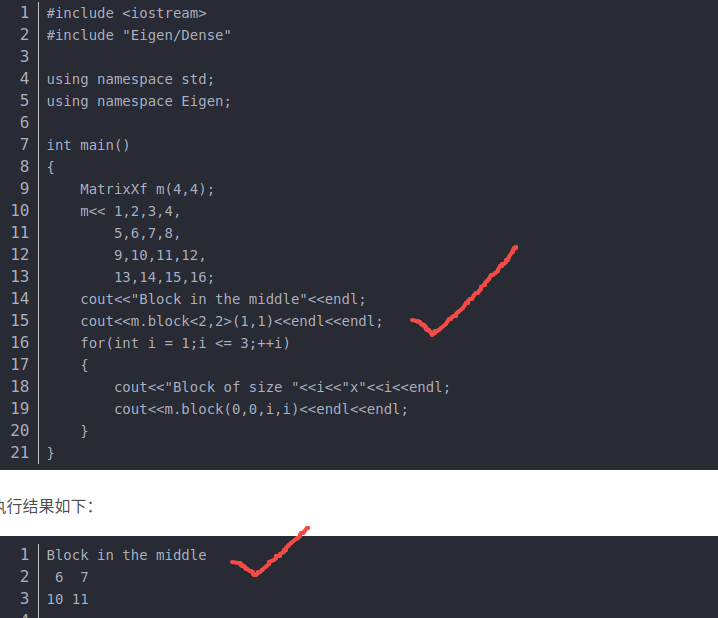 1 #include <iostream>
2 #include "Eigen/Dense"
3
4 using namespace std;
5 using namespace Eigen;
6
7 int main()
8 {
9     MatrixXf m(4,4);
10     m<< 1,2,3,4,
11         5,6,7,8,
12         9,10,11,12,
13         13,14,15,16;
14     cout<<"Block in the middle"<<endl;
15     cout<<m.block<2,2>(1,1)<<endl<<endl;
16     for(int i = 1;i <= 3;++i)
17     {
18         cout<<"Block of size "<<i<<"x"<<i<<endl;
19         cout<<m.block(0,0,i,i)<<endl<<endl;
20     }
21 }
执行结果如下：
1 Block in the middle
2  6  7
3 10 11